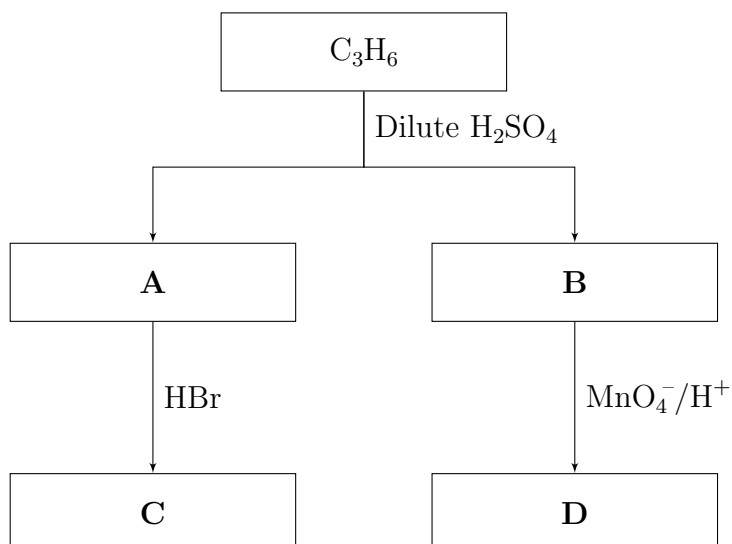 C₃H₆
Dilute H₂SO₄
A
B
HBr
MnO₄⁻/H⁺
C
D